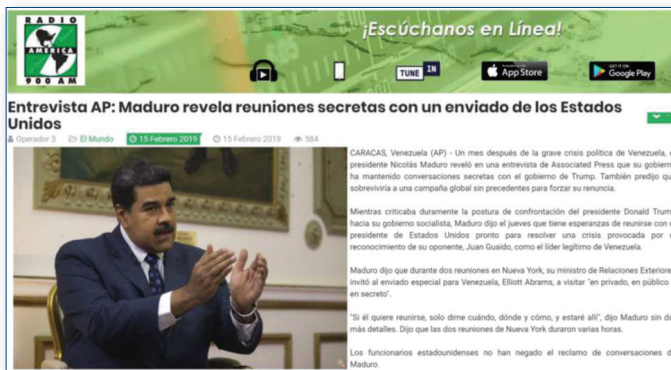 RADIO
AMERICA
900 AM
¡Escúchanos en Línea!
TUNE IN
App Store
GET IT ON
Google Play
Entrevista AP: Maduro revela reuniones secretas con un enviado de los Estados
Unidos
Operador 3 El Mundo 15 Febrero 2019 15 Febrero 2019 584
CARACAS, Venezuela (AP) - Un mes después de la grave crisis política de Venezuela,
presidente Nicolás Maduro reveló en una entrevista de Associated Press que su gobiern
ha mantenido conversaciones secretas con el gobierno de Trump. También predijo qu
sobreviviría a una campaña global sin precedentes para forzar su renuncia.
Mientras criticaba duramente la postura de confrontación del presidente Donald Trum
hacia su gobierno socialista, Maduro dijo el jueves que tiene esperanzas de reunirse con
presidente de Estados Unidos pronto para resolver una crisis provocada por
reconocimiento de su oponente, Juan Guaido, como el líder legítimo de Venezuela.
Maduro dijo que durante dos reuniones en Nueva York, su ministro de Relaciones Exteriore
invitó al enviado especial para Venezuela, Elliott Abrams, a visitar "en privado, en público
en secreto".
"Si él quiere reunirse, solo dime cuándo, dónde y cómo, y estaré allí", dijo Maduro sin da
más detalles. Dijo que las dos reuniones de Nueva York duraron varias horas.
Los funcionarios estadounidenses no han negado el reclamo de conversaciones d
Maduro.